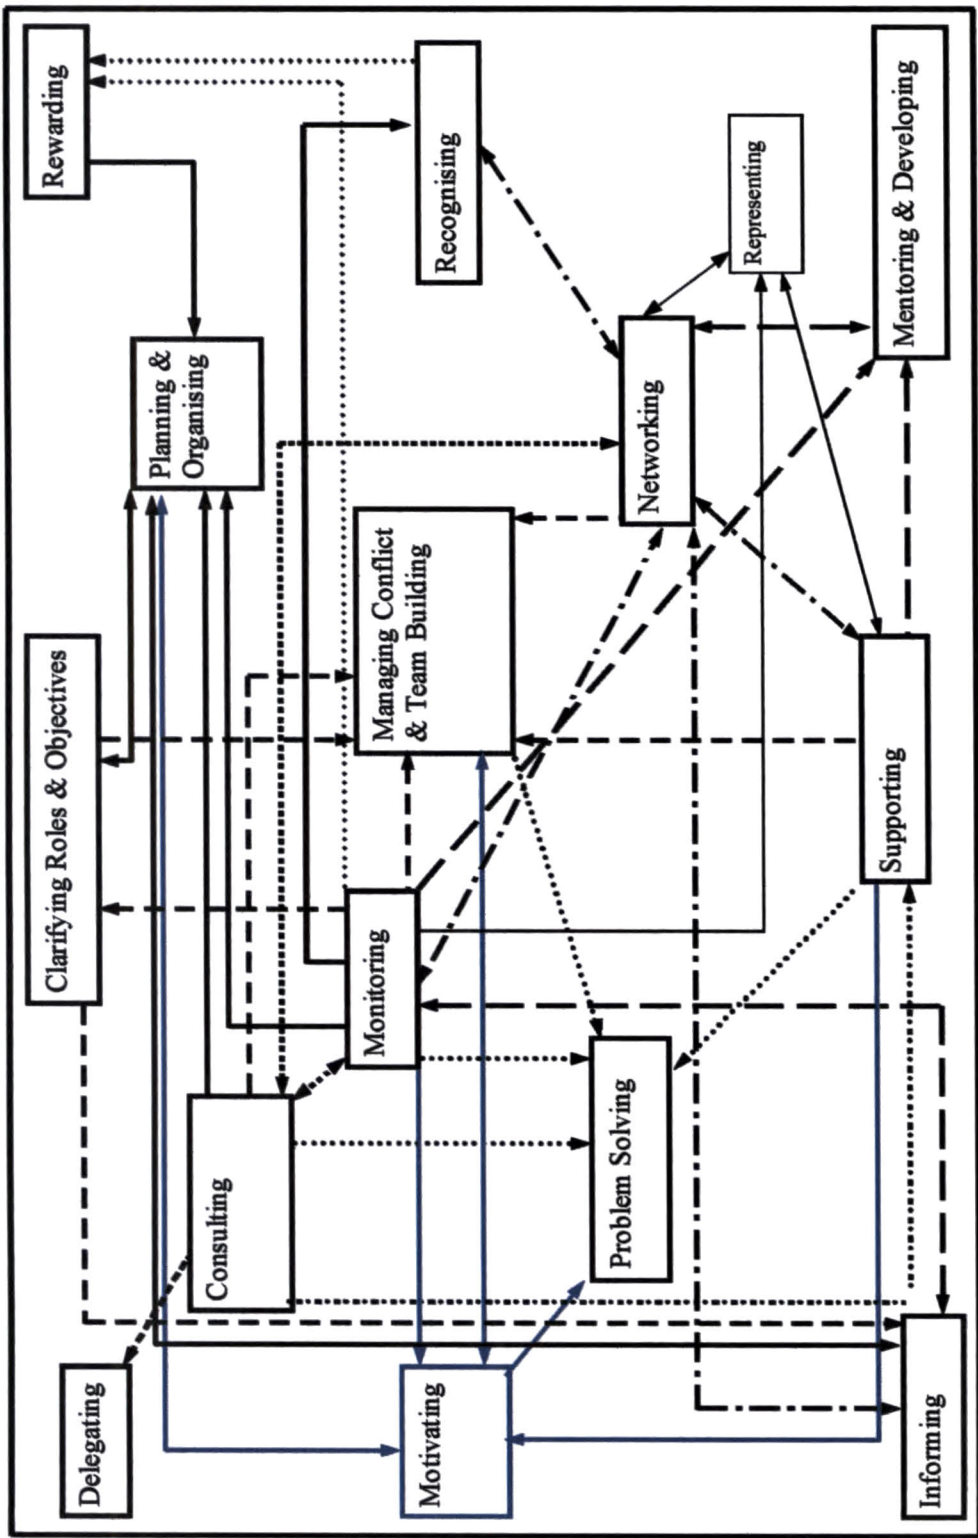 Delegating
Clarifying Roles & Objectives
Rewarding
Consulting
Planning &
Organising
Monitoring
Managing Conflict
& Team Building
Recognising
Motivating
Problem Solving
Networking
Representing
Informing
Supporting
Mentoring & Developing